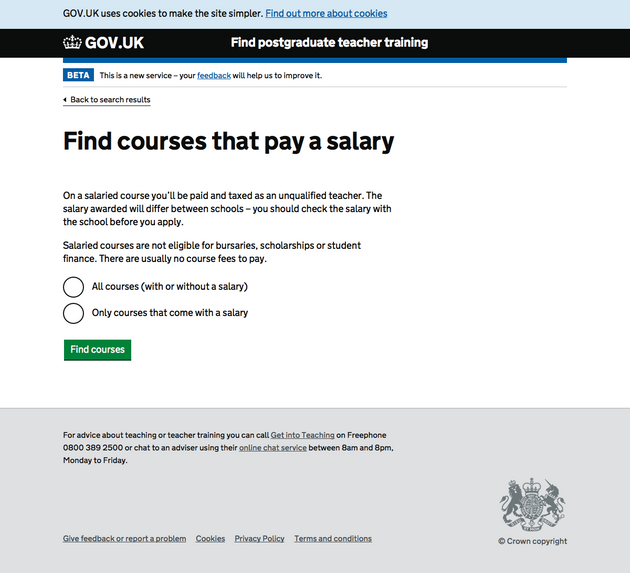 GOV.UK uses cookies to make the site simpler. Find out more about cookies
GOV.UK Find postgraduate teacher training
BETA This is a new service – your feedback will help us to improve it.
Back to search results
Find courses that pay a salary
On a salaried course you'll be paid and taxed as an unqualified teacher. The
salary awarded will differ between schools – you should check the salary with
the school before you apply.
Salaried courses are not eligible for bursaries, scholarships or student
finance. There are usually no course fees to pay.
All courses (with or without a salary)
Only courses that come with a salary
Find courses
For advice about teaching or teacher training you can call Get into Teaching on Freephone
0800 389 2500 or chat to an adviser using their online chat service between 8am and 8pm,
Monday to Friday.
Give feedback or report a problem Cookies Privacy Policy Terms and conditions
© Crown copyright